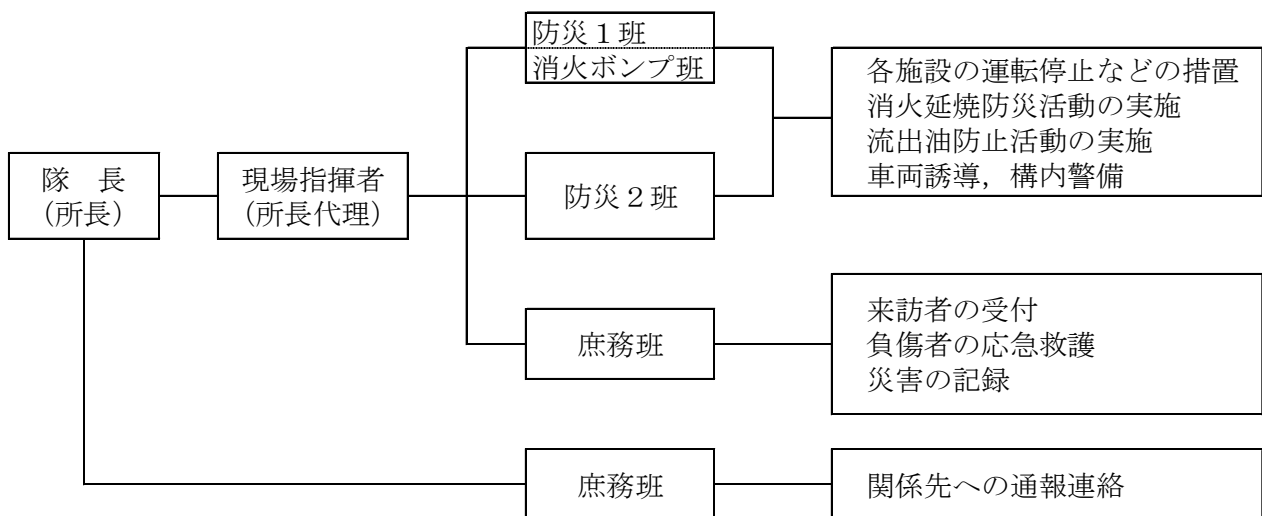 防災１班
消火ボンプ班
各施設の運転停止などの措置
消火延焼防災活動の実施
流出油防止活動の実施
車両誘導，構内警備
隊　長
（所長）
現場指揮者
（所長代理）
防災２班
庶務班
来訪者の受付
負傷者の応急救護
災害の記録
庶務班
関係先への通報連絡